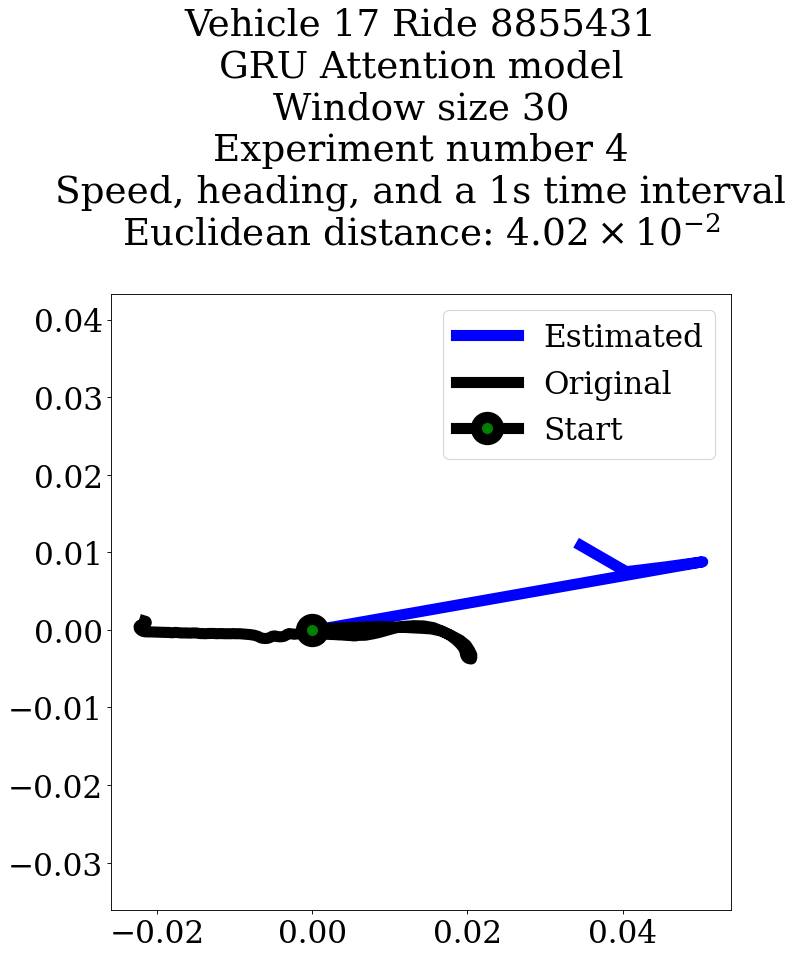 Vehicle 17 Ride 8855431
GRU Attention model
Window size 30
Experiment number 4
Speed, heading, and a 1s time interval
Euclidean distance: 4.02 × 10⁻²
Estimated
Original
Start
0.04
0.03
0.02
0.01
0.00
−0.01
−0.02
−0.03
−0.02 0.00 0.02 0.04